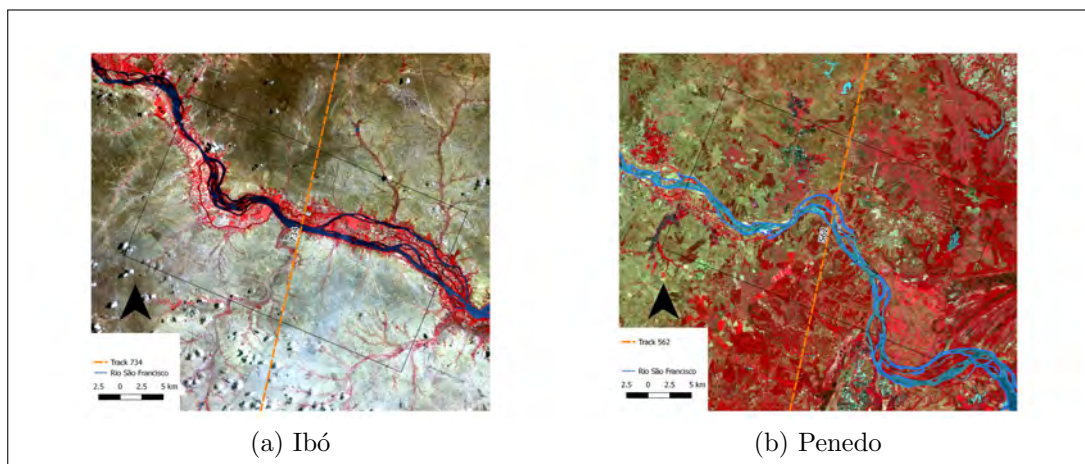 Track 734
Rio São Francisco
2.5 0 2.5 5 km
(a) Ibó
Track 562
Rio São Francisco
2.5 0 2.5 5 km
(b) Penedo